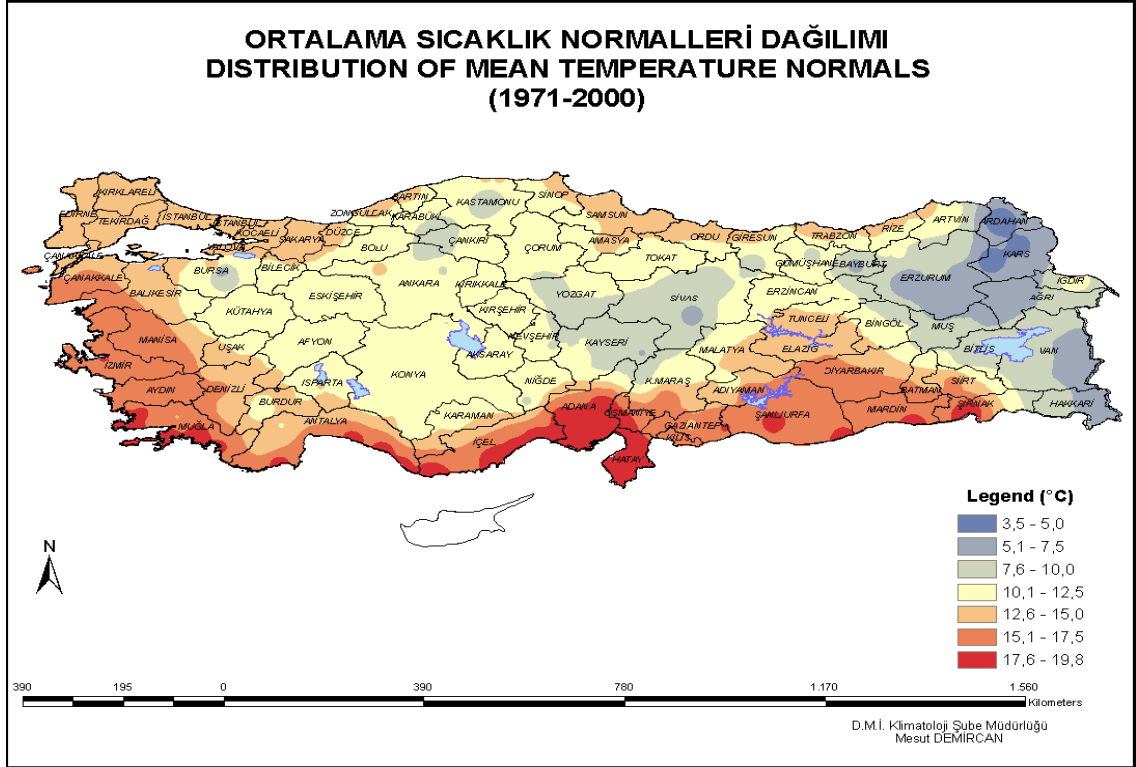 ORTALAMA SICAKLIK NORMALLERİ DAĞILIMI
DISTRIBUTION OF MEAN TEMPERATURE NORMALS
(1971-2000)
KIRKLARELİ
EDİRNE
TEKİRDAĞ
İSTANBUL
İSTANBUL
KOCAELİ
YALOVA
SAKARYA
DÜZCE
ZONGULDAK
BARTIN
KARABÜK
KASTAMONU
SİNOP
SAMSUN
ÇANKIRI
ÇORUM
AMASYA
ORDU
GİRESUN
TRABZON
RİZE
ARTVİN
ARDAHAN
KARS
BOLU
TOKAT
GÜMÜŞHANE
BAYBURT
ERZURUM
IĞDIR
AĞRI
ÇANAKKALE
ÇANAKKALE
BALIKESİR
BURSA
BİLECİK
ESKİŞEHİR
ANKARA
KIRIKKALE
YOZGAT
SİVAS
ERZİNCAN
KÜTAHYA
KIRŞEHİR
TUNCELİ
BİNGÖL
MUŞ
BİTLİS
VAN
MANİSA
UŞAK
AFYON
NEVŞEHİR
KAYSERİ
MALATYA
ELAZIĞ
İZMİR
AKSARAY
KONYA
NİĞDE
K.MARAŞ
ADIYAMAN
DİYARBAKIR
BATMAN
SİİRT
AYDIN
DENİZLİ
ISPARTA
BURDUR
ŞIRNAK
HAKKARİ
MUĞLA
ANTALYA
KARAMAN
İÇEL
ADANA
OSMANİYE
GAZİANTEP
KİLİS
ŞANLIURFA
MARDİN
HATAY
Legend (°C)
3,5 - 5,0
5,1 - 7,5
7,6 - 10,0
10,1 - 12,5
12,6 - 15,0
15,1 - 17,5
17,6 - 19,8
N
390 195 0 390 780 1.170 1.560
Kilometers
D.M.İ. Klimatoloji Şube Müdürlüğü
Mesut DEMİRCAN